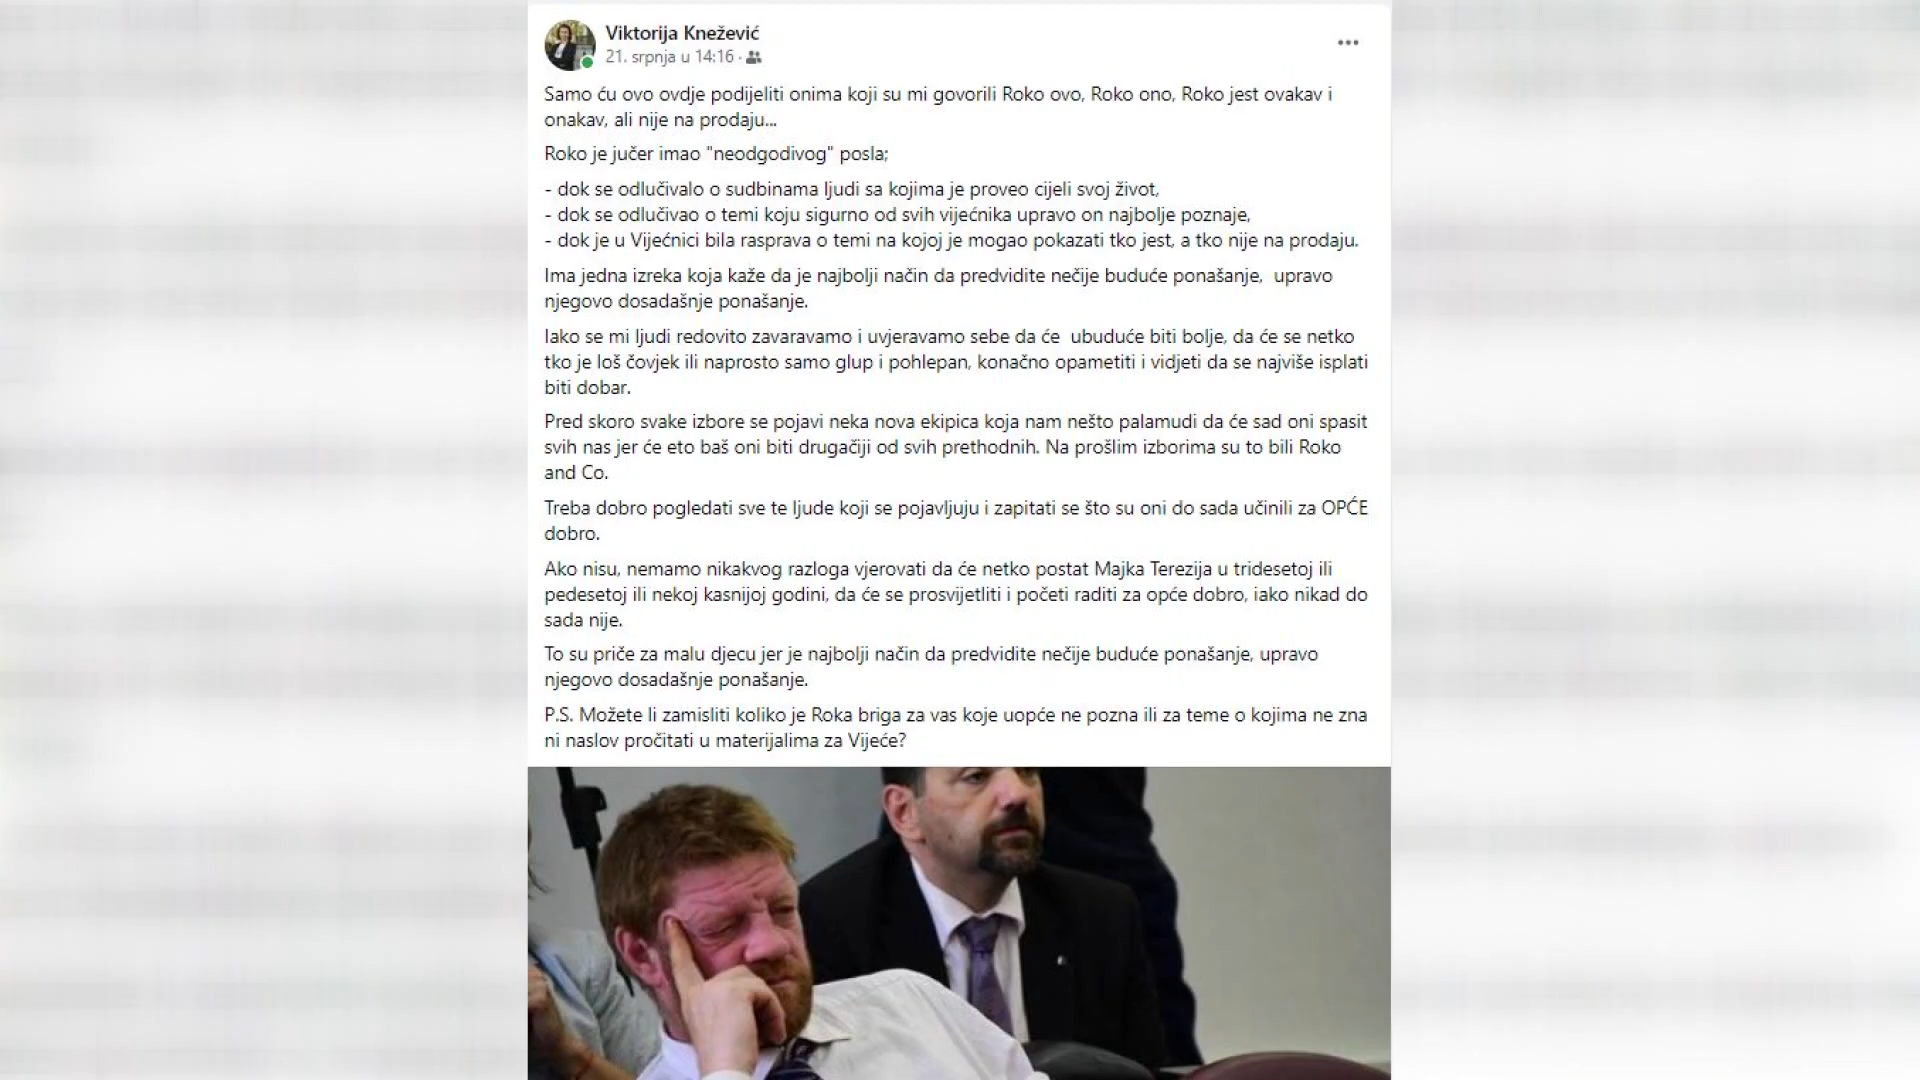 Viktorija Knežević
21. srpnja u 14:16 ·
Samo ću ovo ovdje podijeliti onima koji su mi govorili Roko ovo, Roko ono, Roko jest ovakav i
onakav, ali nije na prodaju...
Roko je jučer imao "neodgodivog" posla;
- dok se odlučivalo o sudbinama ljudi sa kojima je proveo cijeli svoj život,
- dok se odlučivao o temi koju sigurno od svih vijećnika upravo on najbolje poznaje,
- dok je u Vijećnici bila rasprava o temi na kojoj je mogao pokazati tko jest, a tko nije na prodaju.
Ima jedna izreka koja kaže da je najbolji način da predvidite nečije buduće ponašanje,  upravo
njegovo dosadašnje ponašanje.
Iako se mi ljudi redovito zavaravamo i uvjeravamo sebe da će  ubuduće biti bolje, da će se netko
tko je loš čovjek ili naprosto samo glup i pohlepan, konačno opametiti i vidjeti da se najviše isplati
biti dobar.
Pred skoro svake izbore se pojavi neka nova ekipica koja nam nešto palamudi da će sad oni spasit
svih nas jer će eto baš oni biti drugačiji od svih prethodnih. Na prošlim izborima su to bili Roko
and Co.
Treba dobro pogledati sve te ljude koji se pojavljuju i zapitati se što su oni do sada učinili za OPĆE
dobro.
Ako nisu, nemamo nikakvog razloga vjerovati da će netko postat Majka Terezija u tridesetoj ili
pedesetoj ili nekoj kasnijoj godini, da će se prosvijetliti i početi raditi za opće dobro, iako nikad do
sada nije.
To su priče za malu djecu jer je najbolji način da predvidite nečije buduće ponašanje, upravo
njegovo dosadašnje ponašanje.
P.S. Možete li zamisliti koliko je Roka briga za vas koje uopće ne pozna ili za teme o kojima ne zna
ni naslov pročitati u materijalima za Vijeće?